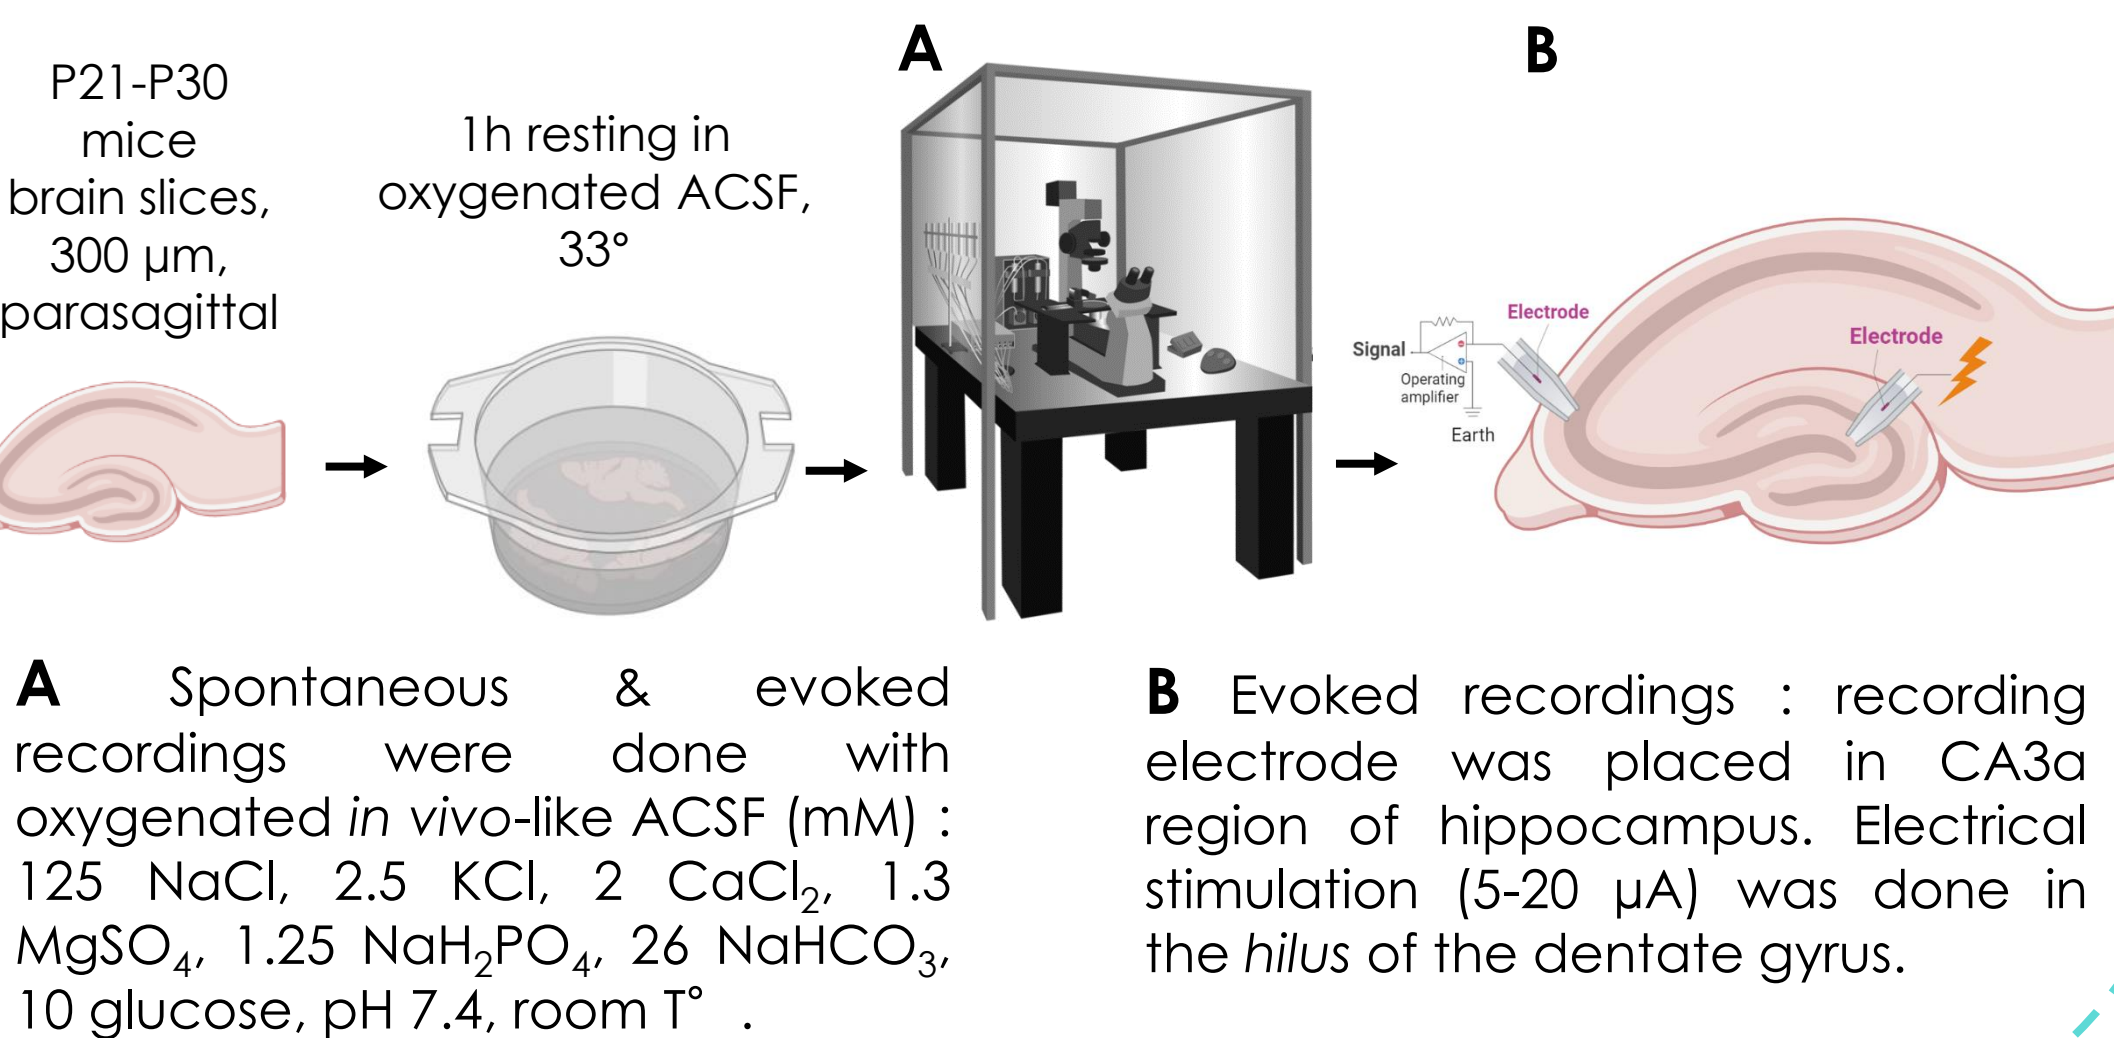 P21-P30
mice
brain slices,
300 µm,
parasagittal
1h resting in
oxygenated ACSF,
33°
A
B
Electrode
Signal
Operating
amplifier
Earth
Electrode
A Spontaneous & evoked
recordings were done with
oxygenated in vivo-like ACSF (mM) :
125 NaCl, 2.5 KCl, 2 CaCl₂, 1.3
MgSO₄, 1.25 NaH₂PO₄, 26 NaHCO₃,
10 glucose, pH 7.4, room T° .
B Evoked recordings : recording
electrode was placed in CA3a
region of hippocampus. Electrical
stimulation (5-20 µA) was done in
the hilus of the dentate gyrus.